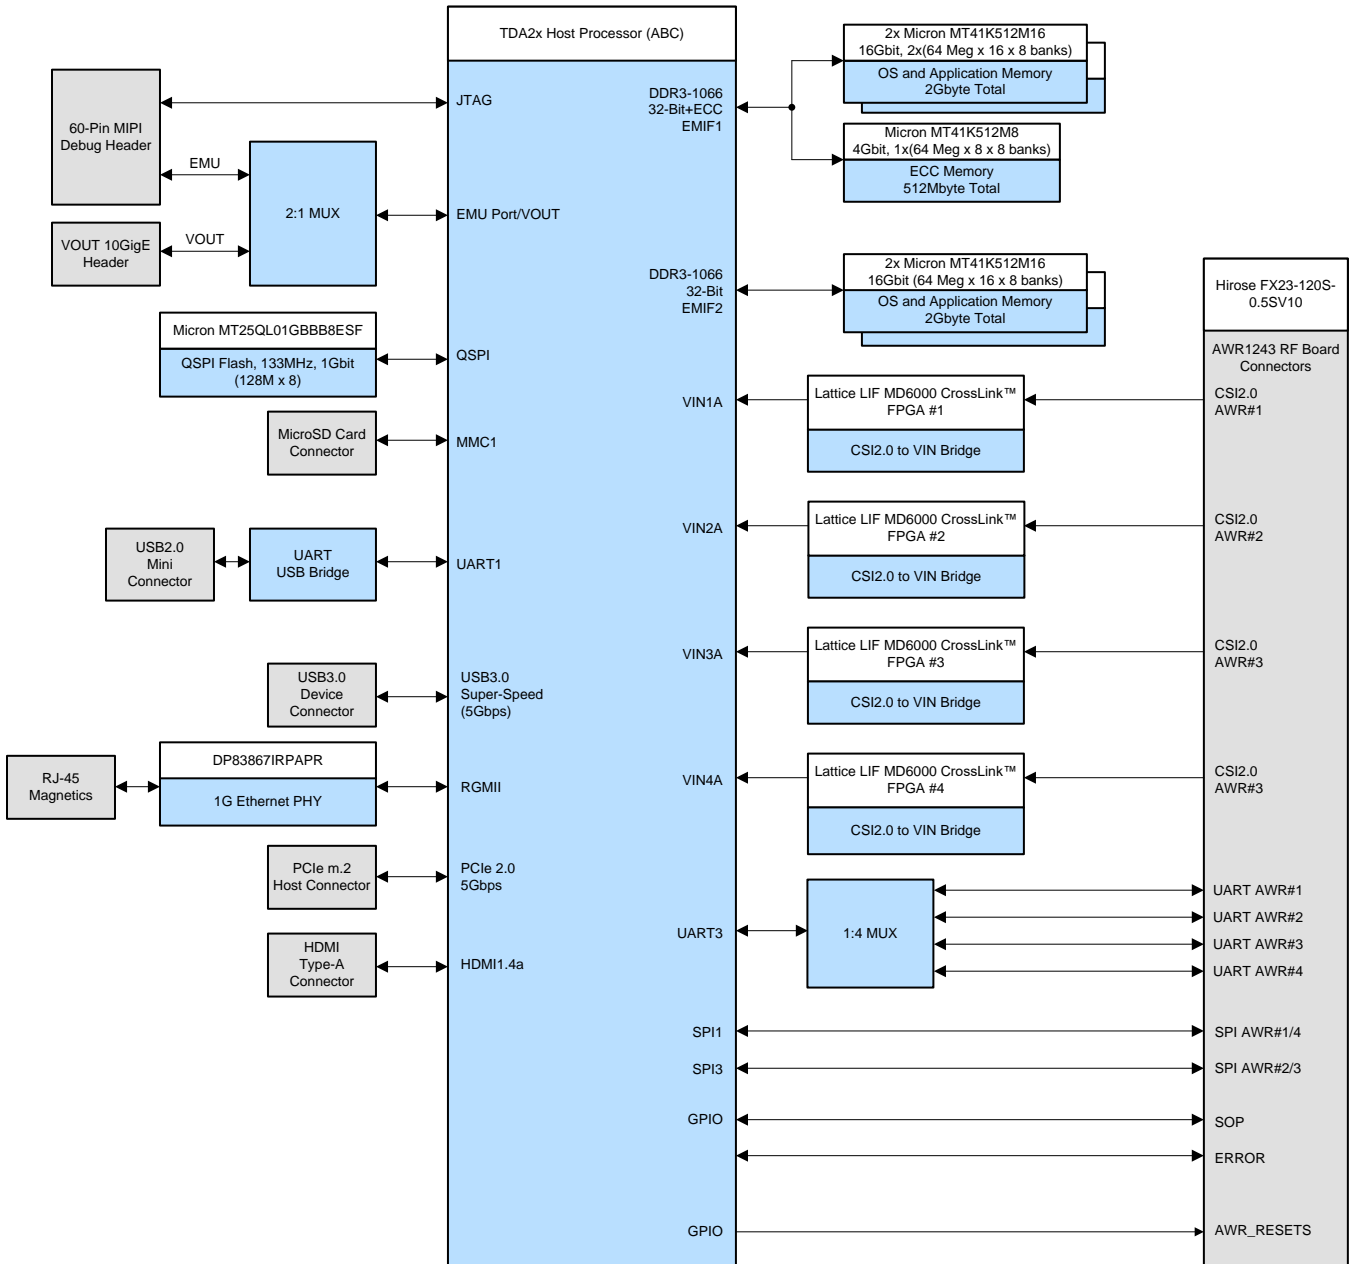 TDA2x Host Processor (ABC)
60-Pin MIPI
Debug Header
EMU
VOUT
VOUT 10GigE
Header
2:1 MUX
Micron MT25QL01GBBB8ESF
QSPI Flash, 133MHz, 1Gbit
(128M x 8)
MicroSD Card
Connector
USB2.0
Mini
Connector
UART
USB Bridge
USB3.0
Device
Connector
RJ-45
Magnetics
DP83867IRPAPR
1G Ethernet PHY
PCIe m.2
Host Connector
HDMI
Type-A
Connector
JTAG
EMU Port/VOUT
QSPI
MMC1
UART1
USB3.0
Super-Speed
(5Gbps)
RGMII
PCIe 2.0
5Gbps
HDMI1.4a
DDR3-1066
32-Bit+ECC
EMIF1
DDR3-1066
32-Bit
EMIF2
VIN1A
VIN2A
VIN3A
VIN4A
UART3
SPI1
SPI3
GPIO
GPIO
2x Micron MT41K512M16
16Gbit, 2x(64 Meg x 16 x 8 banks)
OS and Application Memory
2Gbyte Total
Micron MT41K512M8
4Gbit, 1x(64 Meg x 8 x 8 banks)
ECC Memory
512Mbyte Total
2x Micron MT41K512M16
16Gbit (64 Meg x 16 x 8 banks)
OS and Application Memory
2Gbyte Total
Lattice LIF MD6000 CrossLink™
FPGA #1
CSI2.0 to VIN Bridge
Lattice LIF MD6000 CrossLink™
FPGA #2
CSI2.0 to VIN Bridge
Lattice LIF MD6000 CrossLink™
FPGA #3
CSI2.0 to VIN Bridge
Lattice LIF MD6000 CrossLink™
FPGA #4
CSI2.0 to VIN Bridge
1:4 MUX
Hirose FX23-120S-
0.5SV10
AWR1243 RF Board
Connectors
CSI2.0
AWR#1
CSI2.0
AWR#2
CSI2.0
AWR#3
CSI2.0
AWR#3
UART AWR#1
UART AWR#2
UART AWR#3
UART AWR#4
SPI AWR#1/4
SPI AWR#2/3
SOP
ERROR
AWR_RESETS